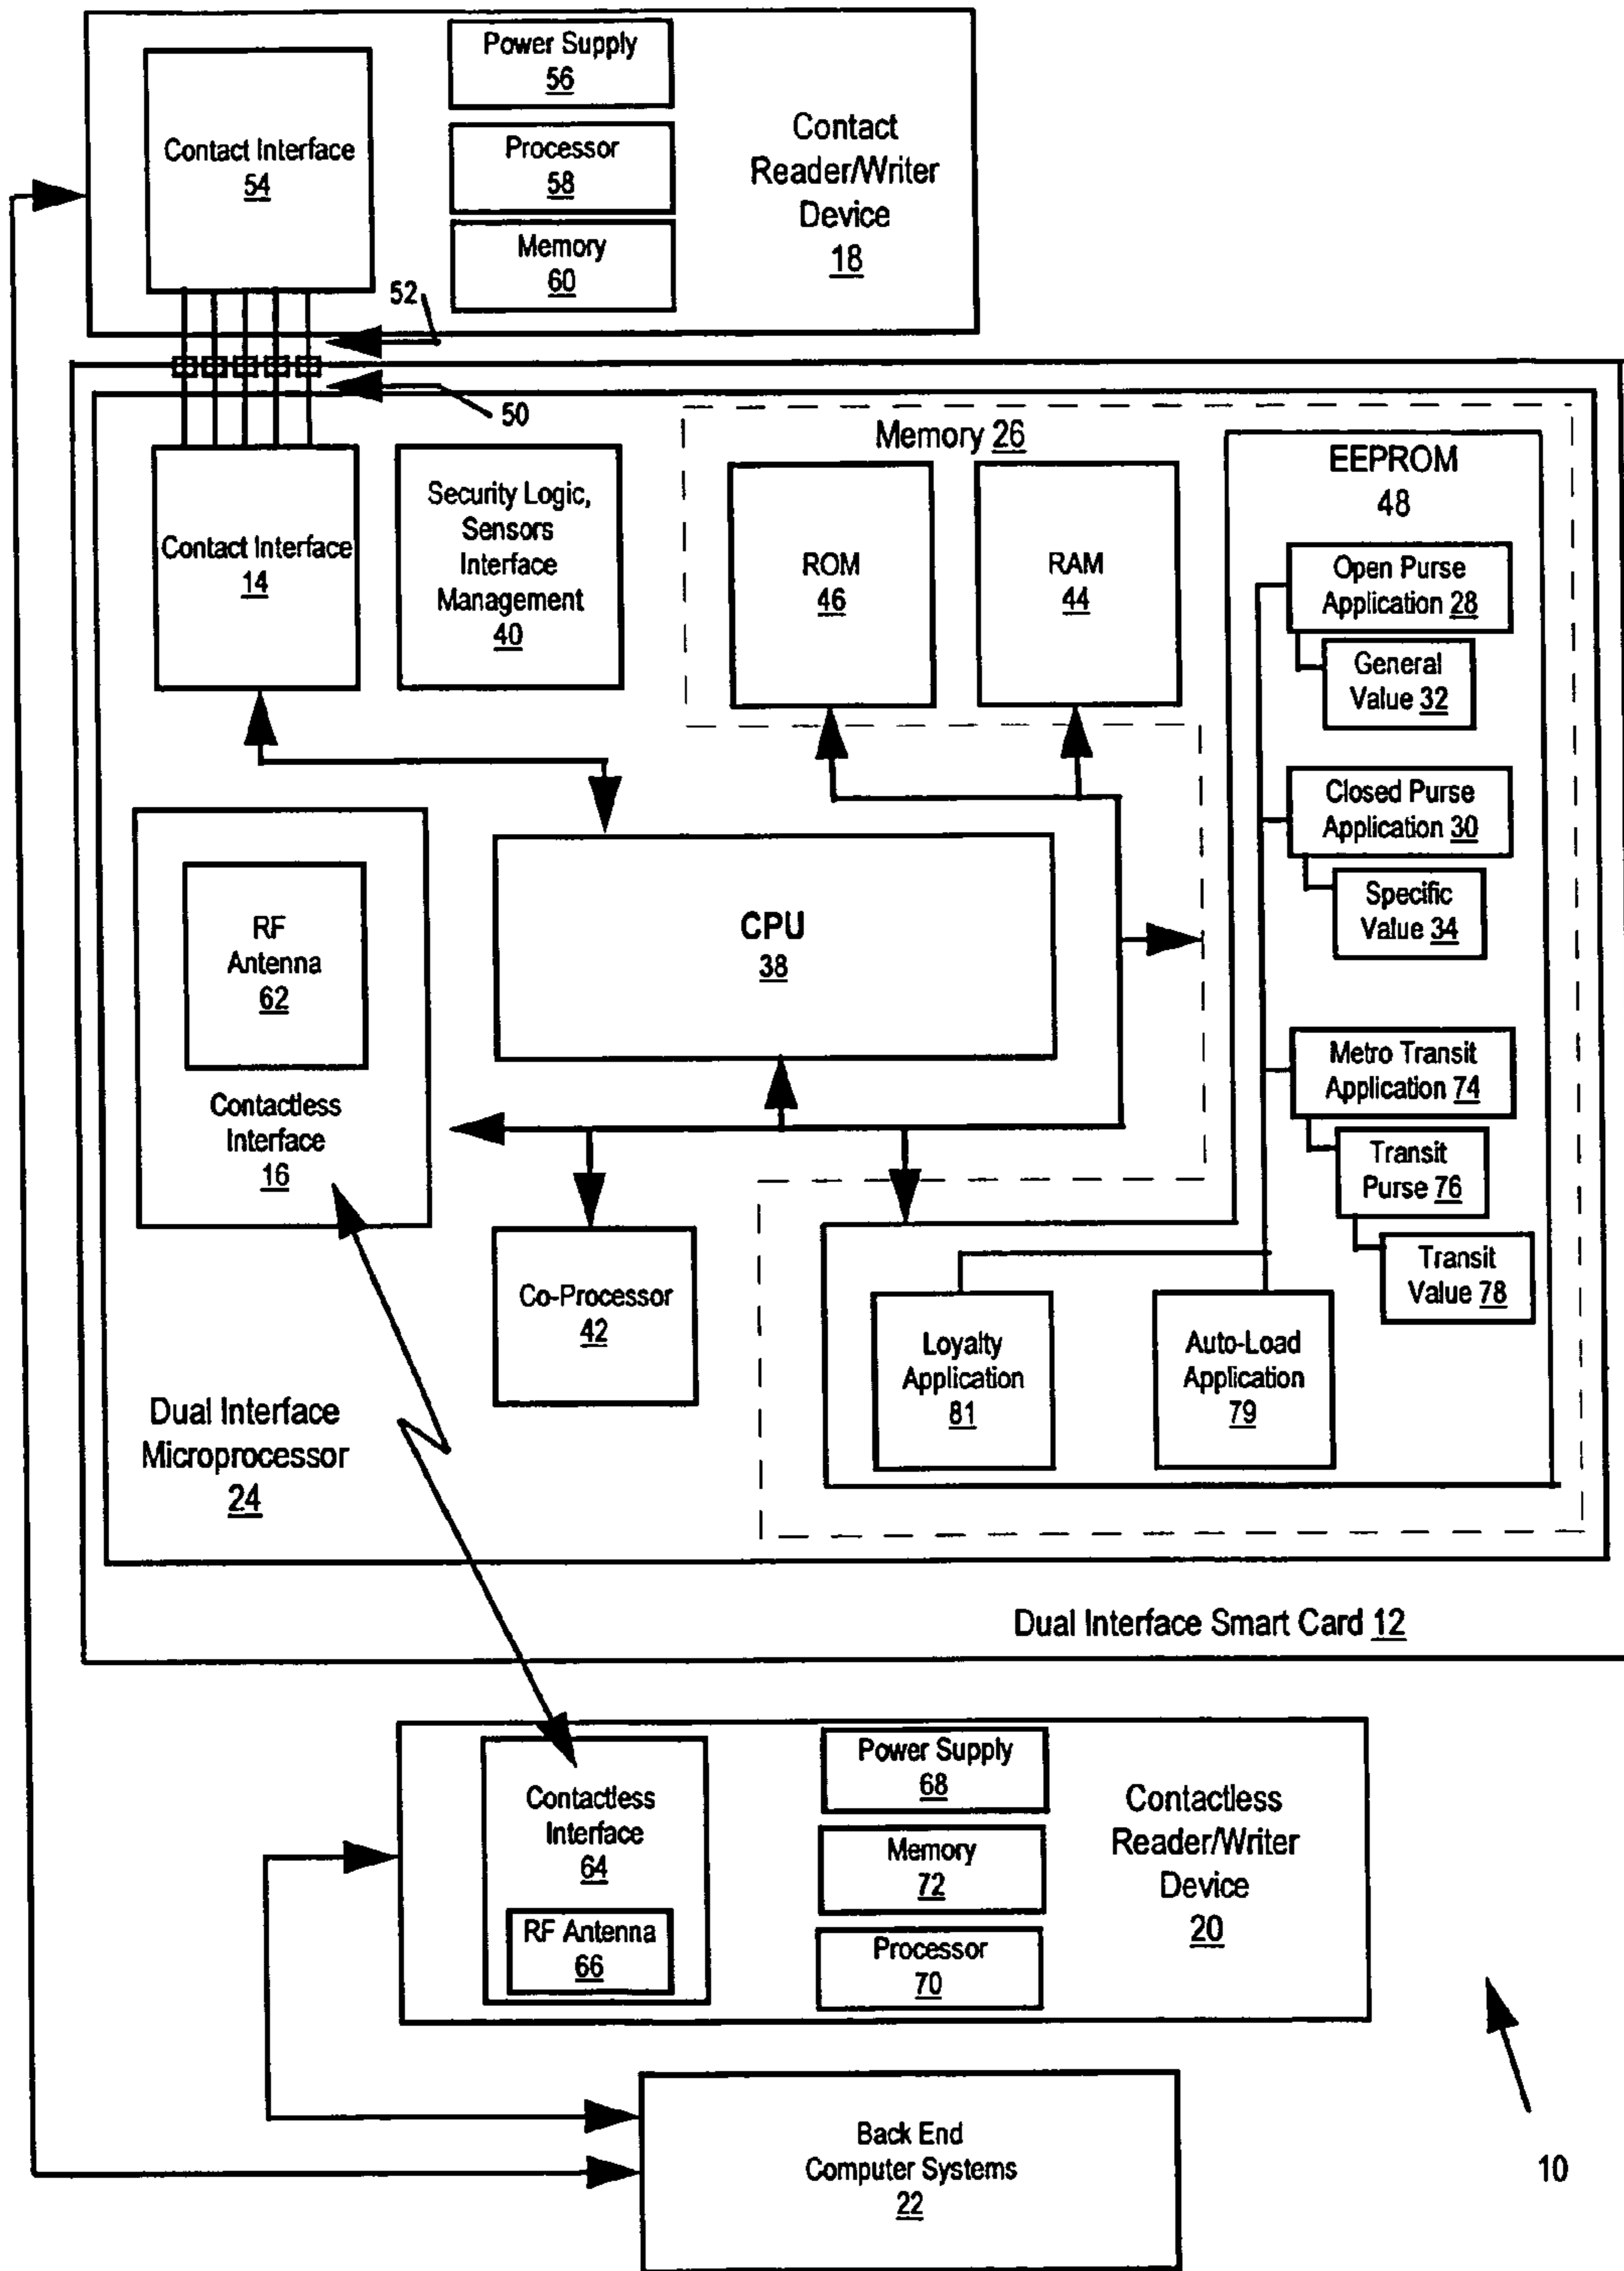 Power Supply
56
Contact Interface
54
Processor
58
Memory
60
Contact
Reader/Writer
Device
18
52
50
Contact Interface
14
Security Logic,
Sensors
Interface
Management
40
Memory 26
ROM
46
RAM
44
EEPROM
48
Open Purse
Application 28
General
Value 32
Closed Purse
Application 30
Specific
Value 34
Metro Transit
Application 74
Transit
Purse 76
Transit
Value 78
CPU
38
RF
Antenna
62
Contactless
Interface
16
Co-Processor
42
Loyalty
Application
81
Auto-Load
Application
79
Dual Interface
Microprocessor
24
Dual Interface Smart Card 12
Contactless
Interface
64
RF Antenna
66
Power Supply
68
Memory
72
Processor
70
Contactless
Reader/Writer
Device
20
Back End
Computer Systems
22
10